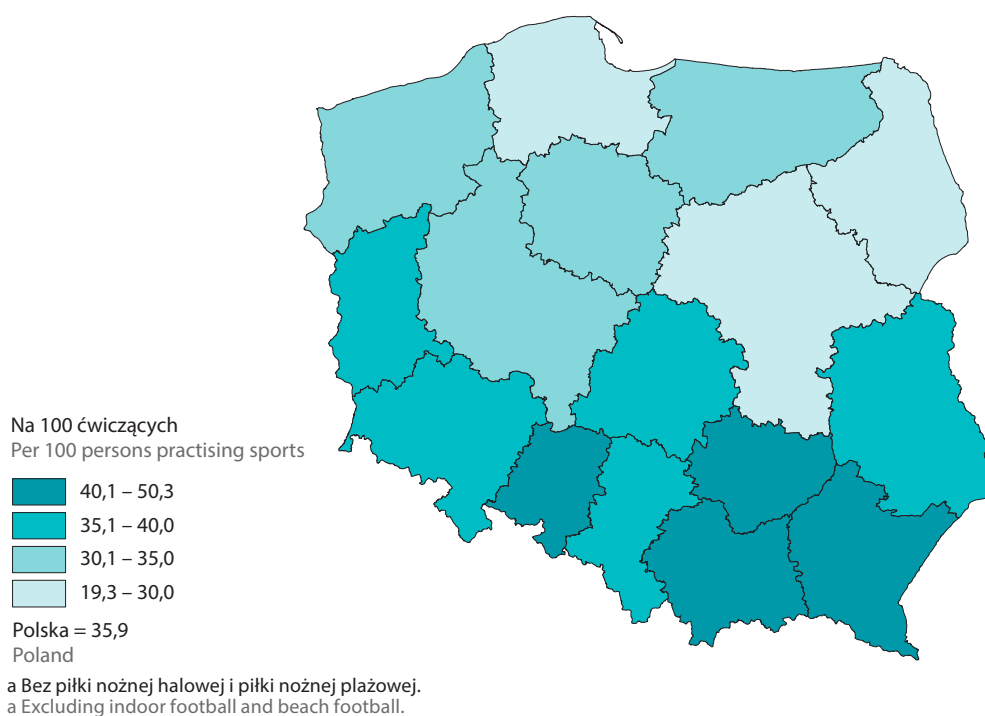 Na 100 ćwiczących
Per 100 persons practising sports
40,1 – 50,3
35,1 – 40,0
30,1 – 35,0
19,3 – 30,0
Polska = 35,9
Poland
a Bez piłki nożnej halowej i piłki nożnej plażowej.
a Excluding indoor football and beach football.